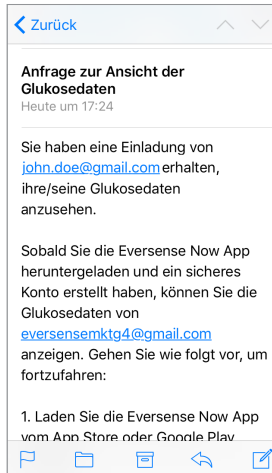 Zurück
Anfrage zur Ansicht der
Glukosedaten
Heute um 17:24
Sie haben eine Einladung von
john.doe@gmail.com erhalten,
ihre/seine Glukosedaten
anzusehen.
Sobald Sie die Eversense Now App
heruntergeladen und ein sicheres
Konto erstellt haben, können Sie die
Glukosedaten von
eversensemktg4@gmail.com
anzeigen. Gehen Sie wie folgt vor, um
fortzufahren:
1. Laden Sie die Eversense Now App
vom App Store oder Google Play